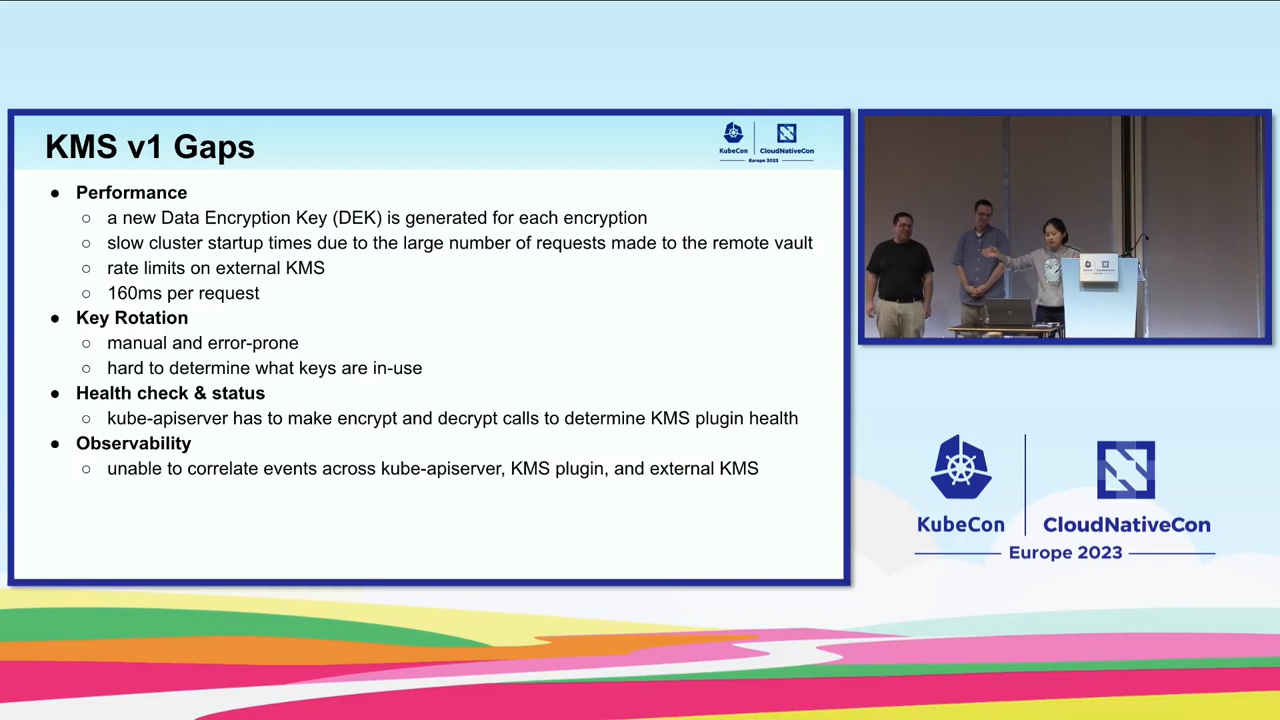 KMS v1 Gaps
KubeCon
CloudNativeCon
Europe 2023
● Performance
○ a new Data Encryption Key (DEK) is generated for each encryption
○ slow cluster startup times due to the large number of requests made to the remote vault
○ rate limits on external KMS
○ 160ms per request
● Key Rotation
○ manual and error-prone
○ hard to determine what keys are in-use
● Health check & status
○ kube-apiserver has to make encrypt and decrypt calls to determine KMS plugin health
● Observability
○ unable to correlate events across kube-apiserver, KMS plugin, and external KMS
KubeCon
CloudNativeCon
Europe 2023